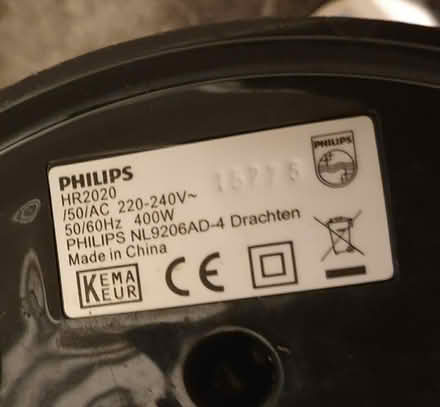 PHILIPS
HR2020
/50/AC 220-240V~
50/60Hz 400W
PHILIPS NL9206AD-4 Drachten
Made in China
KEMA
KEUR
CE
PHILIPS